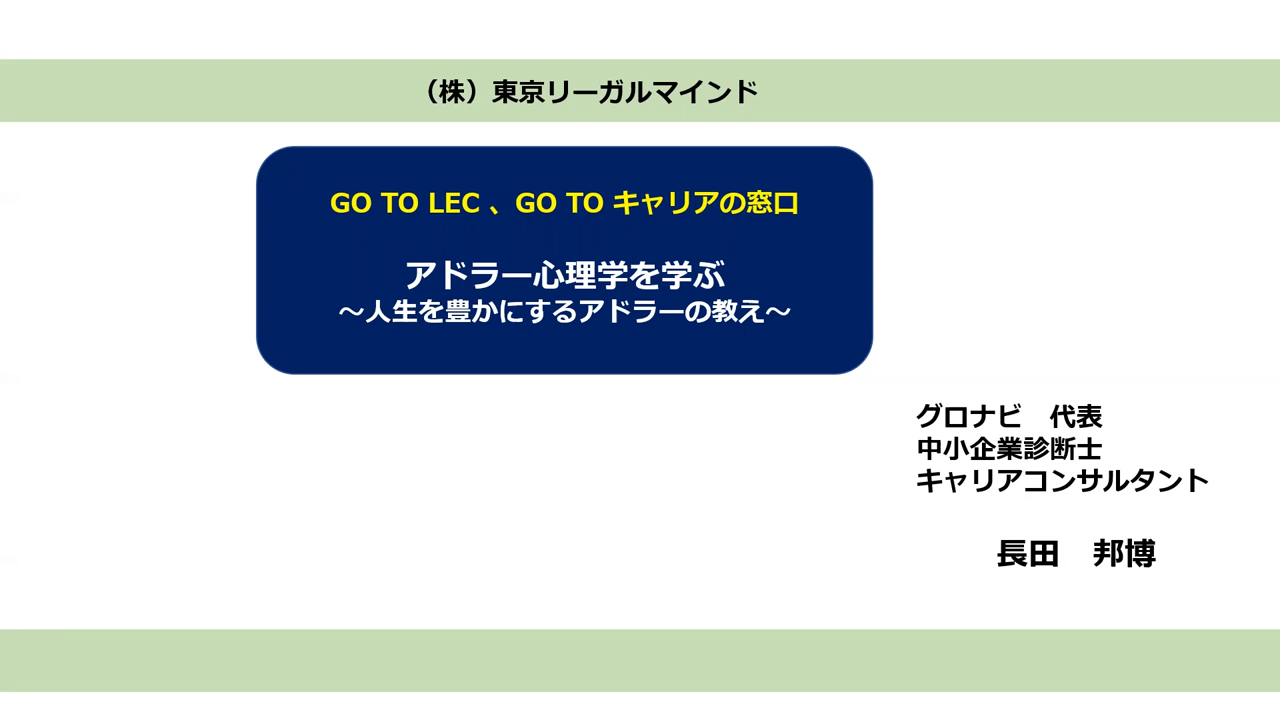 （株）東京リーガルマインド
GO TO LEC 、GO TO キャリアの窓口
アドラー心理学を学ぶ
～人生を豊かにするアドラーの教え～
グロナビ　代表
中小企業診断士
キャリアコンサルタント
長田　邦博